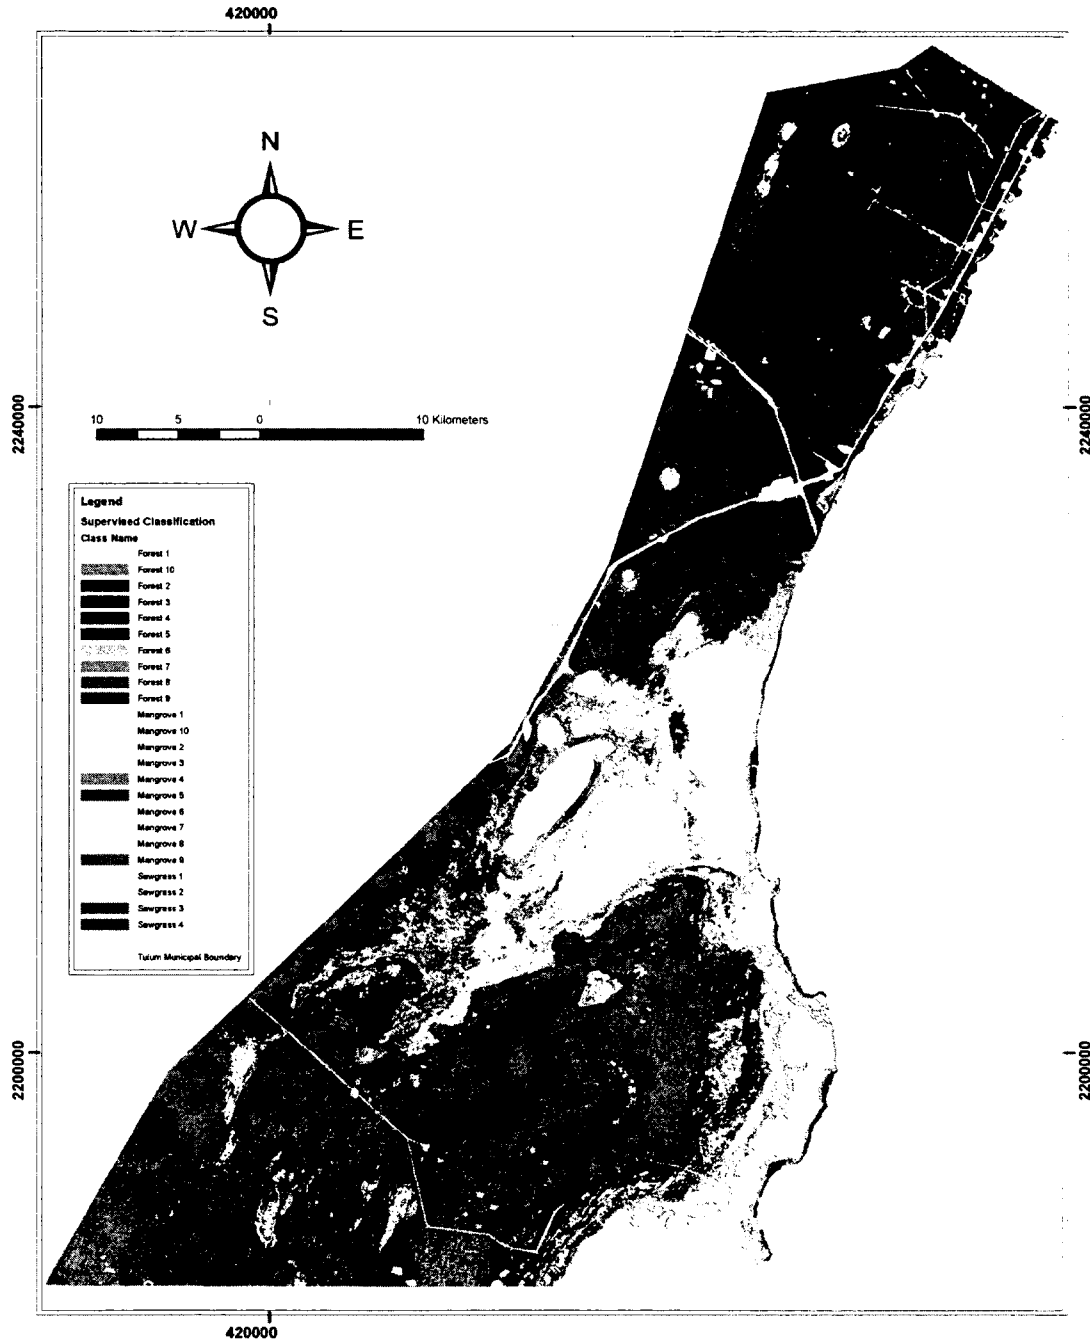 420000
N
W E
S
2240000
2240000
10 5 0 10 Kilometers
Legend
Supervised Classification
Class Name
Forest 1
Forest 10
Forest 2
Forest 3
Forest 4
Forest 5
Forest 6
Forest 7
Forest 8
Forest 9
Mangrove 1
Mangrove 10
Mangrove 2
Mangrove 3
Mangrove 4
Mangrove 5
Mangrove 6
Mangrove 7
Mangrove 8
Mangrove 9
Sawgrass 1
Sawgrass 2
Sawgrass 3
Sawgrass 4
Tulum Municipal Boundary
2200000
2200000
420000